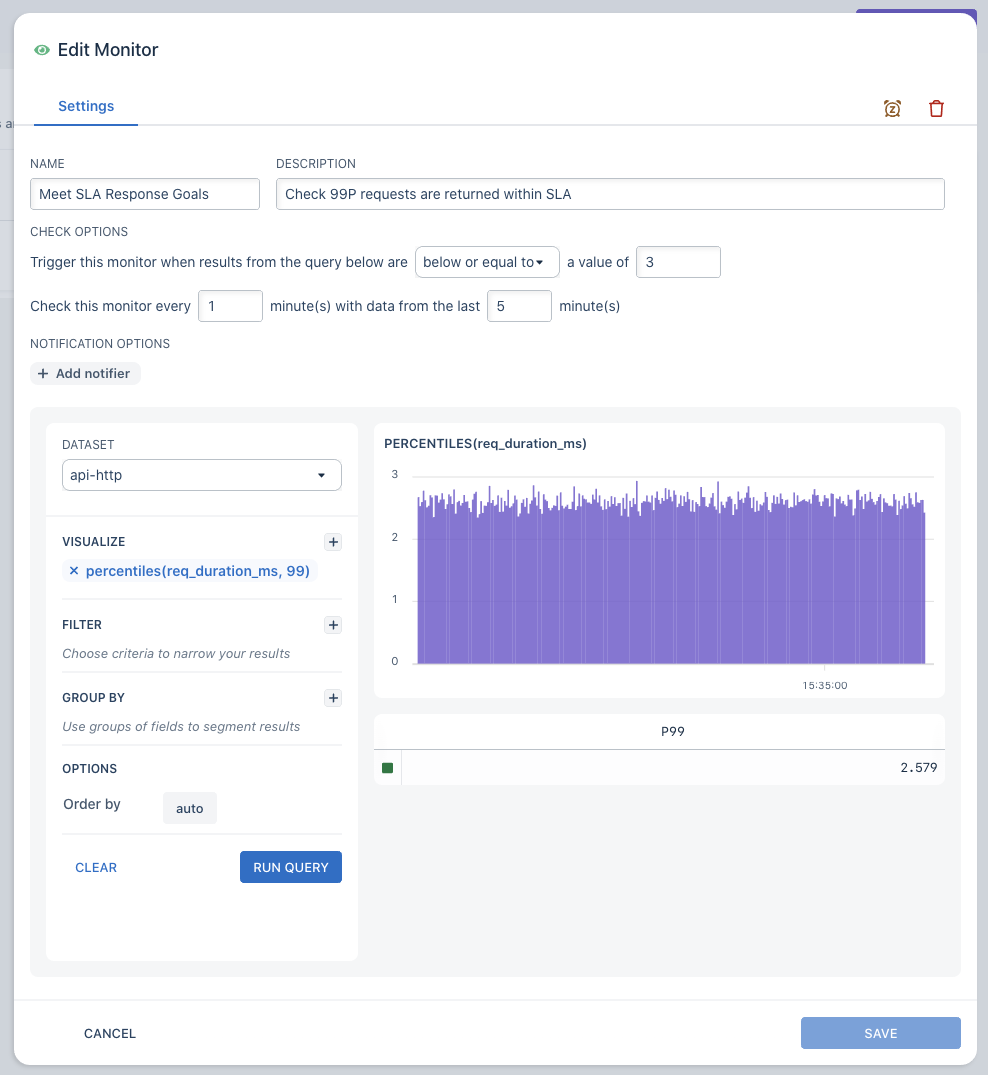 Edit Monitor
Settings
NAME
DESCRIPTION
Meet SLA Response Goals
Check 99P requests are returned within SLA
CHECK OPTIONS
Trigger this monitor when results from the query below are below or equal to a value of 3
Check this monitor every 1 minute(s) with data from the last 5 minute(s)
NOTIFICATION OPTIONS
+ Add notifier
DATASET
api-http
VISUALIZE
× percentiles(req_duration_ms, 99)
FILTER
Choose criteria to narrow your results
GROUP BY
Use groups of fields to segment results
OPTIONS
Order by auto
CLEAR
RUN QUERY
PERCENTILES(req_duration_ms)
3
2
1
0
15:35:00
P99
2.579
CANCEL
SAVE